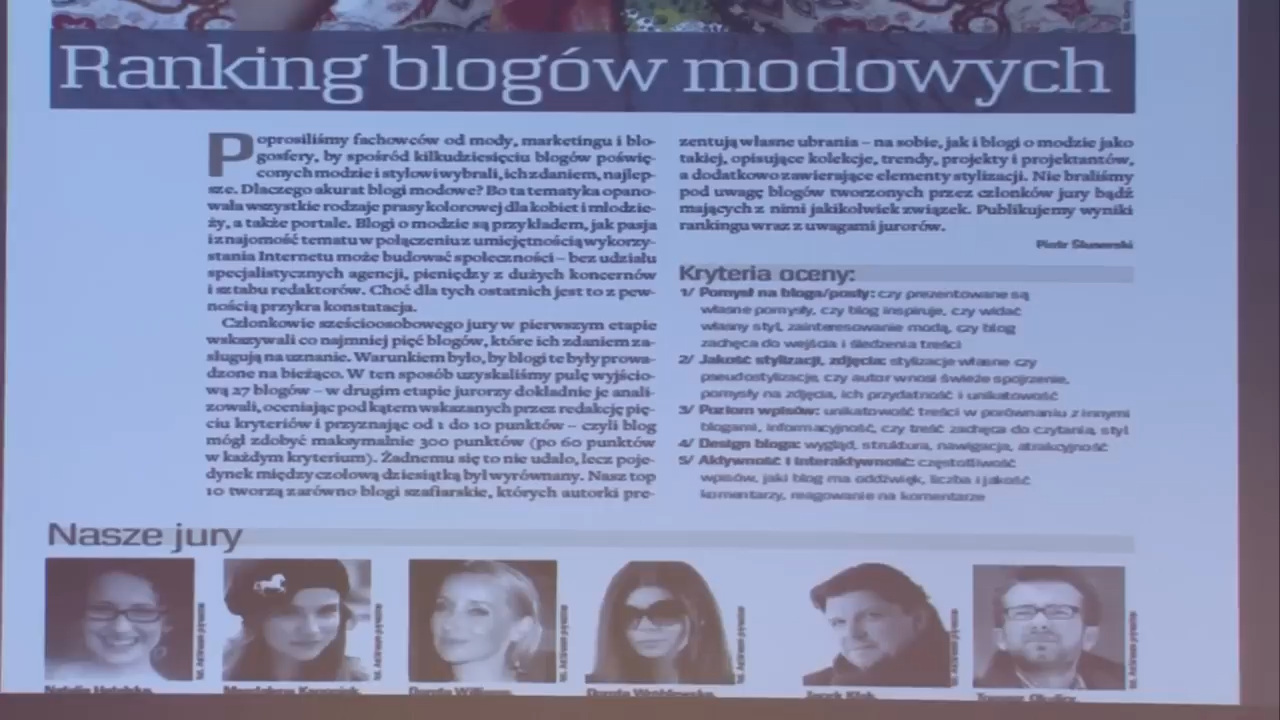 Ranking blogów modowych
Poprosiliśmy fachowców od mody, marketingu i blo-
gosfery, by spośród kilkudziesięciu blogów poświę-
conych modzie i stylowi wybrali, ich zdaniem, najlep-
sze. Dlaczego akurat blogi modowe? Bo ta tematyka opano-
wała wszystkie rodzaje prasy kolorowej dla kobiet i młodzie-
ży, a także portale. Blogi o modzie są przykładem, jak pasja
i znajomość tematu w połączeniu z umiejętnością wykorzy-
stania Internetu może budować społeczności – bez udziału
specjalistycznych agencji, pieniędzy z dużych koncernów
i sztabu redaktorów. Choć dla tych ostatnich jest to z pew-
nością przykra konstatacja.
Członkowie sześcioosobowego jury w pierwszym etapie
wskazywali co najmniej pięć blogów, które ich zdaniem za-
sługują na uznanie. Warunkiem było, by blogi te były prowa-
dzone na bieżąco. W ten sposób uzyskaliśmy pulę wyjścio-
wą 27 blogów – w drugim etapie jurorzy dokładnie je anali-
zowali, oceniając pod kątem wskazanych przez redakcję pię-
ciu kryteriów i przyznając od 1 do 10 punktów – czyli blog
mógł zdobyć maksymalnie 300 punktów (po 60 punktów
w każdym kryterium). Żadnemu się to nie udało, lecz poje-
dynek między czołową dziesiątką był wyrównany. Nasz top
10 tworzą zarówno blogi szafiarskie, których autorki pre-
zentują własne ubrania – na sobie, jak i blogi o modzie jako
takiej, opisujące kolekcje, trendy, projekty i projektantów,
a dodatkowo zawierające elementy stylizacji. Nie braliśmy
pod uwagę blogów tworzonych przez członków jury bądź
mających z nimi jakikolwiek związek. Publikujemy wyniki
rankingu wraz z uwagami jurorów.
Piotr
Kryteria oceny:
1/ Pomysł na bloga/posty: czy prezentowane są
własne pomysły, czy blog inspiruje, czy widać
własny styl, zainteresowanie modą, czy blog
zachęca do wejścia i śledzenia treści
2/ Jakość stylizacji, zdjęcia: stylizacje własne czy
pseudostylizacje, czy autor wnosi świeże spojrzenie,
pomysły na zdjęcia, ich przydatność i unikatowość
3/ Poziom wpisów: unikatowość treści w porównaniu z innymi
blogami, informacyjność, czy treść zachęca do czytania, styl
4/ Design bloga: wygląd, struktura, nawigacja, atrakcyjność
5/ Aktywność i interaktywność: częstotliwość
wpisów, jaki blog ma oddźwięk, liczba i jakość
komentarzy, reagowanie na komentarze
Nasze jury